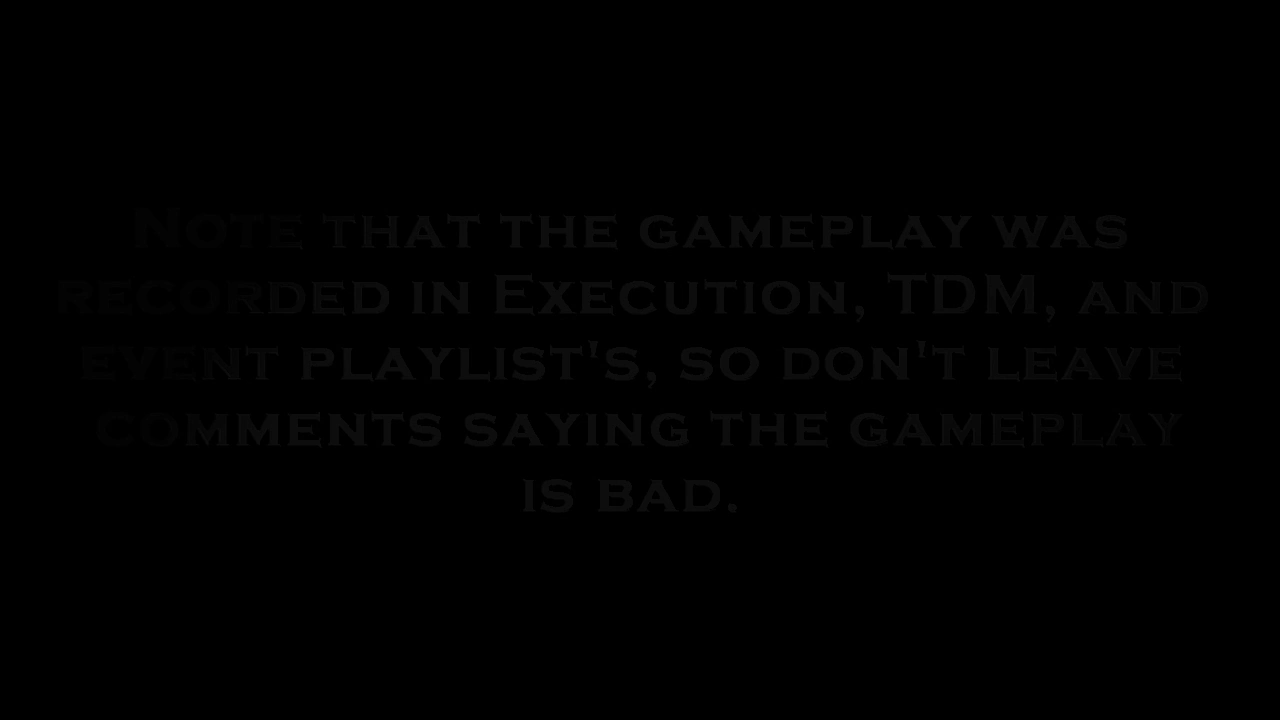 Note that the gameplay was
recorded in Execution, TDM, and
event playlist's, so don't leave
comments saying the gameplay
is bad.